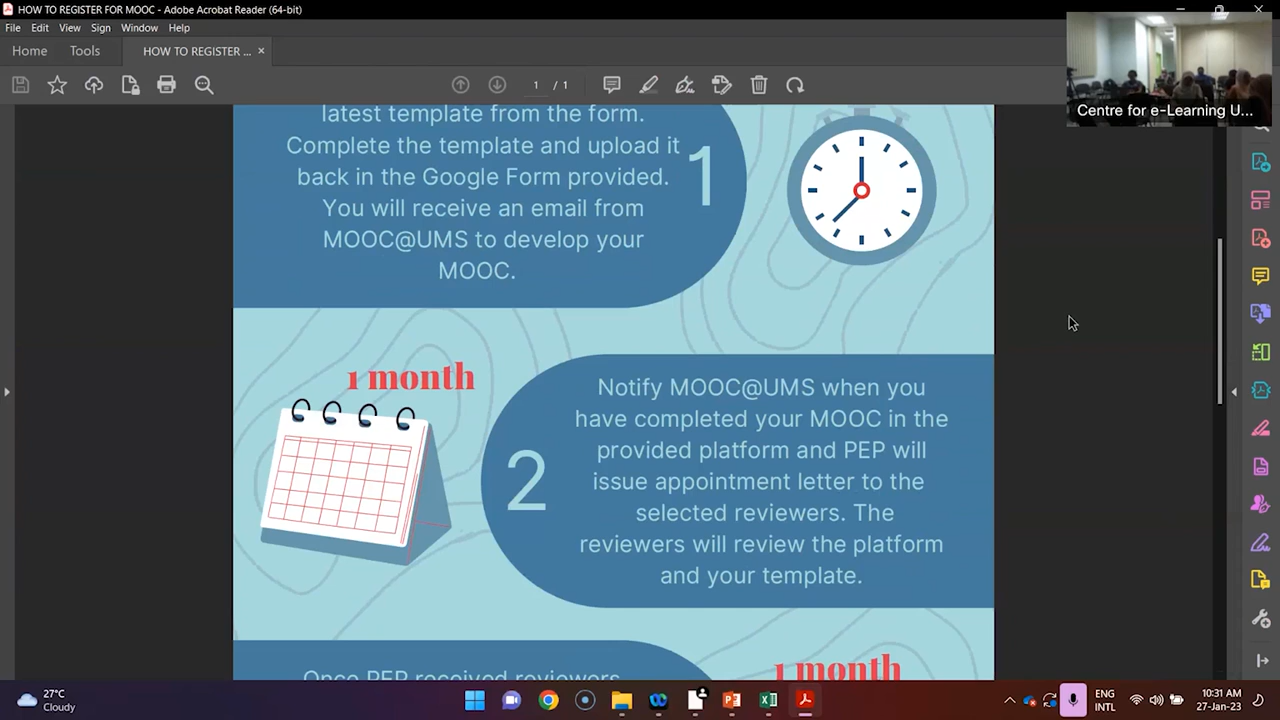 HOW TO REGISTER FOR MOOC - Adobe Acrobat Reader (64-bit)
File Edit View Sign Window Help
Home Tools HOW TO REGISTER ... ×
1 / 1
Centre for e-Learning U...
latest template from the form.
Complete the template and upload it
back in the Google Form provided.
You will receive an email from
MOOC@UMS to develop your
MOOC.
1
1 month
2
Notify MOOC@UMS when you
have completed your MOOC in the
provided platform and PEP will
issue appointment letter to the
selected reviewers. The
reviewers will review the platform
and your template.
Once PEP received reviewers
1 month
27°C
Cloudy
ENG
INTL
10:31 AM
27-Jan-23